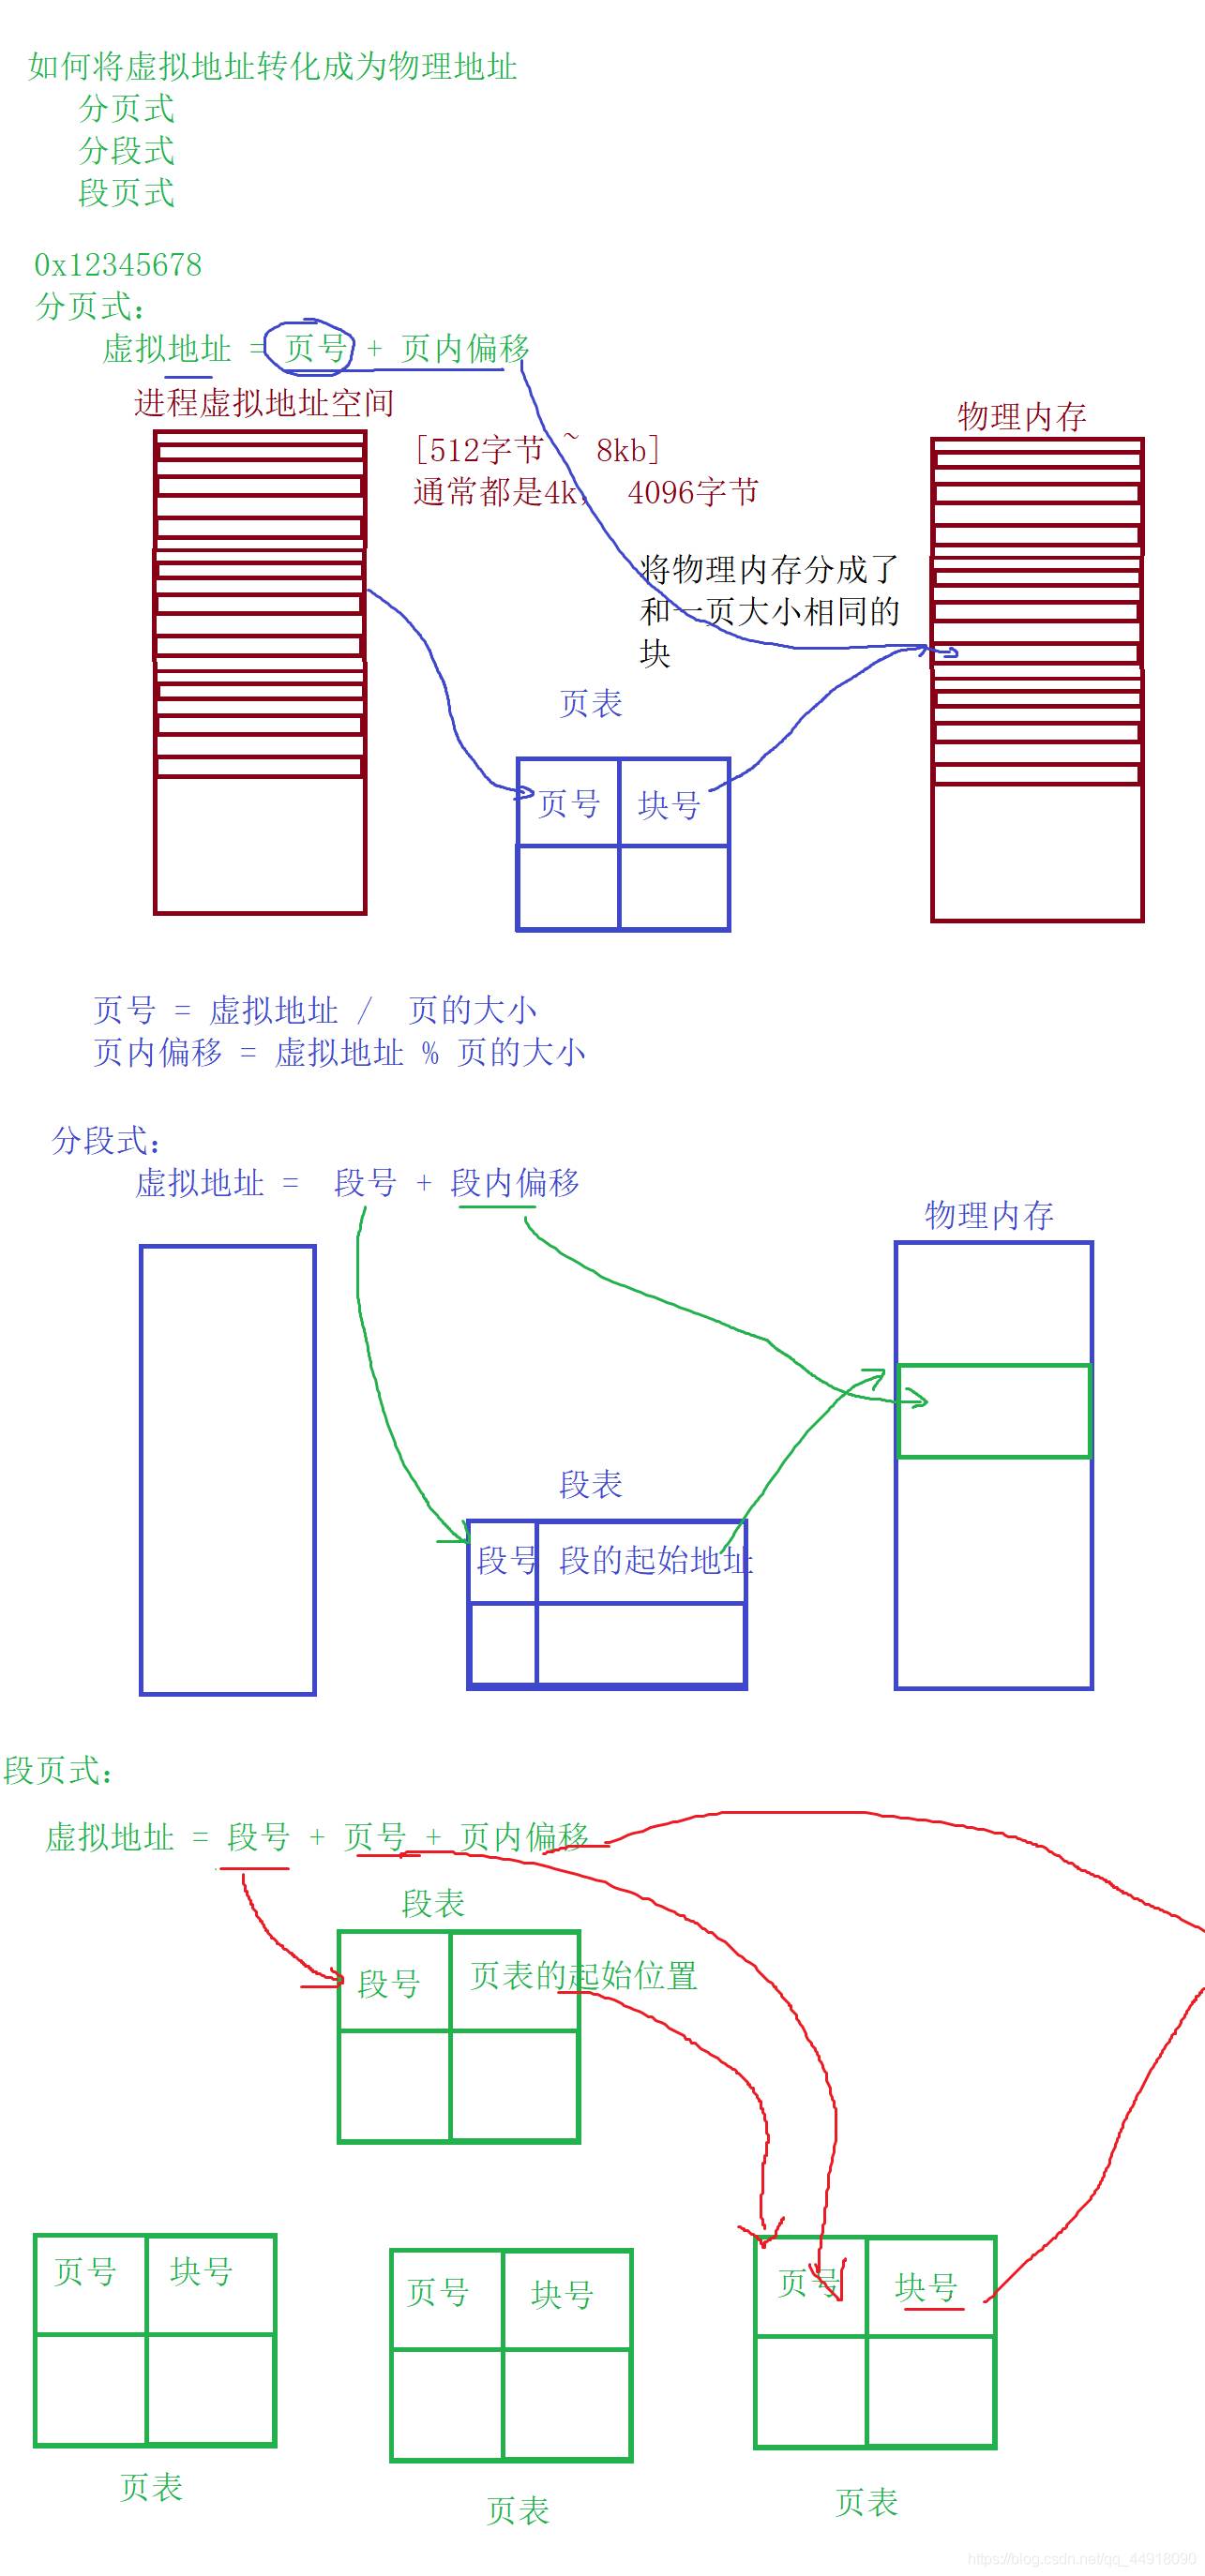 如何将虚拟地址转化成为物理地址
分页式
分段式
段页式
0x12345678
分页式:
虚拟地址 = 页号 + 页内偏移
进程虚拟地址空间
物理内存
[512字节 ~ 8kb]
通常都是4k, 4096字节
将物理内存分成了
和一页大小相同的
块
页表
页号 块号
页号 = 虚拟地址 / 页的大小
页内偏移 = 虚拟地址 % 页的大小
分段式:
虚拟地址 = 段号 + 段内偏移
物理内存
段表
段号 段的起始地址
段页式:
虚拟地址 = 段号 + 页号 + 页内偏移
段表
段号 页表的起始位置
页号 块号
页号 块号
页号 块号
页表
页表
页表
https://blog.csdn.net/qq_44918090